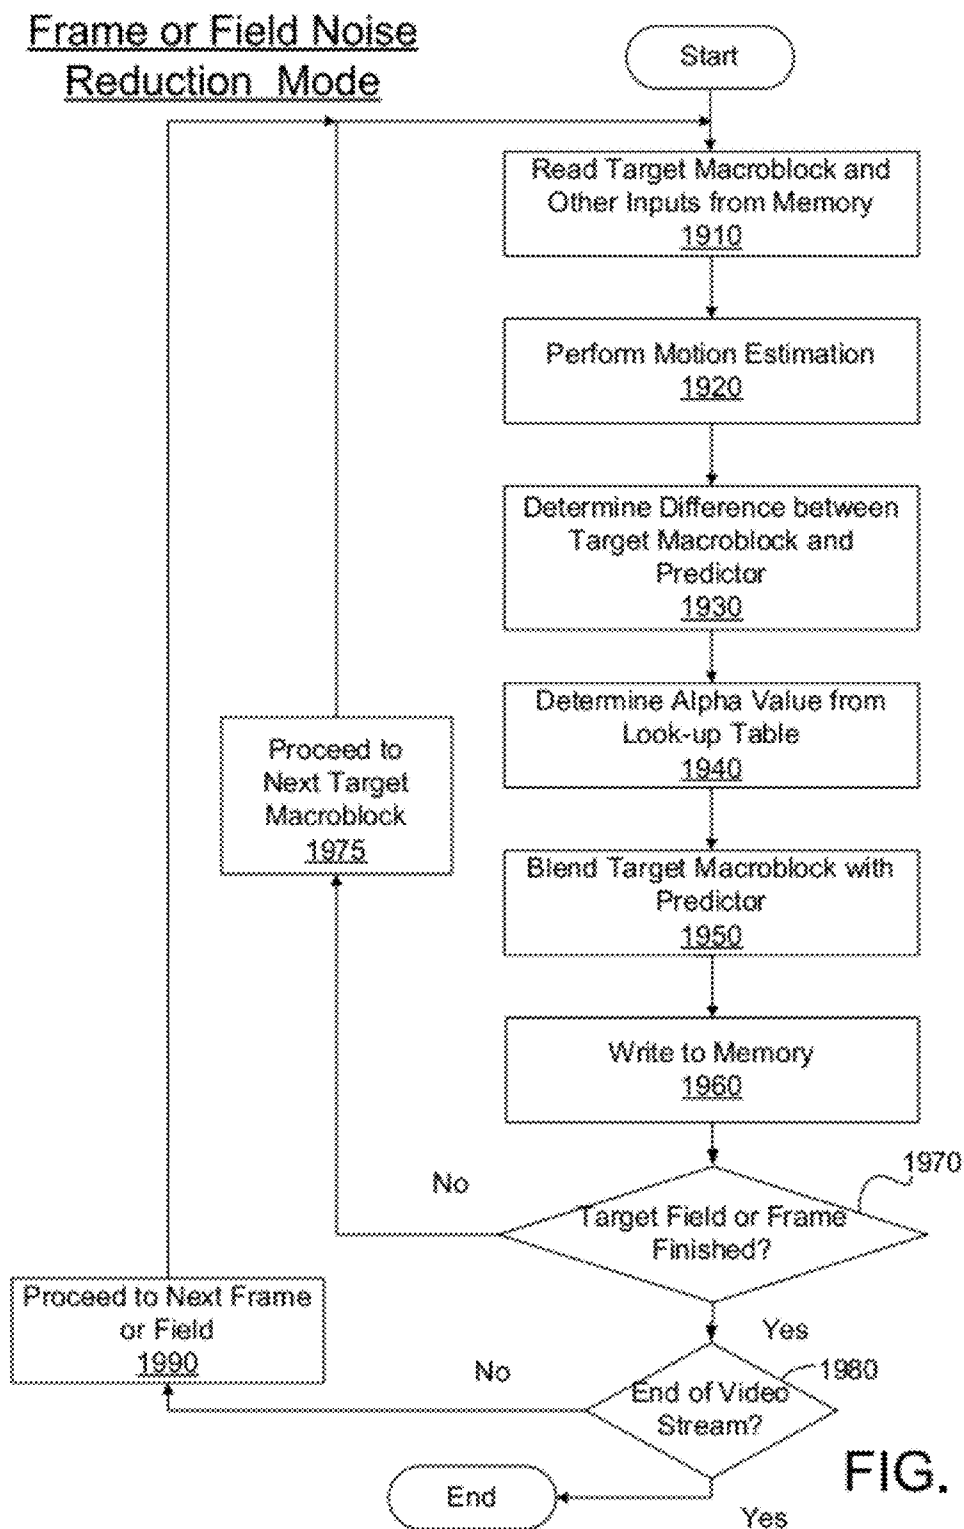 Frame or Field Noise
Reduction Mode
Start
Read Target Macroblock and
Other Inputs from Memory
1910
Perform Motion Estimation
1920
Determine Difference between
Target Macroblock and
Predictor
1930
Determine Alpha Value from
Look-up Table
1940
Proceed to
Next Target
Macroblock
1975
Blend Target Macroblock with
Predictor
1950
Write to Memory
1960
1970
No
Target Field or Frame
Finished?
Proceed to Next Frame
or Field
1990
Yes
1980
No
End of Video
Stream?
End
Yes
FIG.